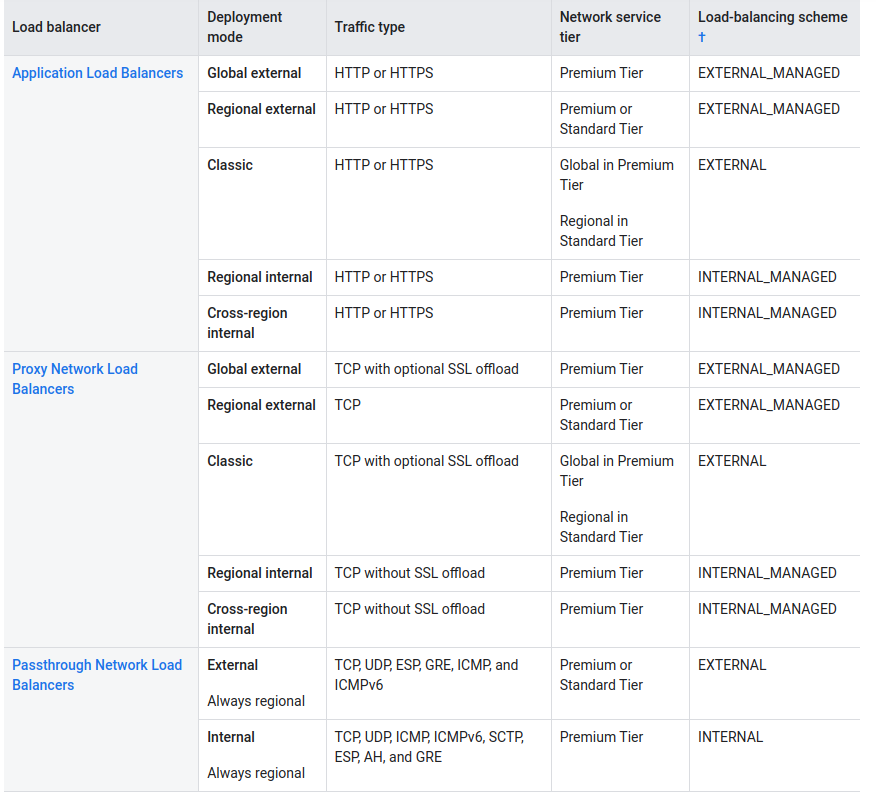 Load balancer
Deployment
mode
Traffic type
Network service
tier
Load-balancing scheme
†
Application Load Balancers
Global external
HTTP or HTTPS
Premium Tier
EXTERNAL_MANAGED
Regional external
HTTP or HTTPS
Premium or
Standard Tier
EXTERNAL_MANAGED
Classic
HTTP or HTTPS
Global in Premium
Tier
Regional in
Standard Tier
EXTERNAL
Regional internal
HTTP or HTTPS
Premium Tier
INTERNAL_MANAGED
Cross-region
internal
HTTP or HTTPS
Premium Tier
INTERNAL_MANAGED
Proxy Network Load
Balancers
Global external
TCP with optional SSL offload
Premium Tier
EXTERNAL_MANAGED
Regional external
TCP
Premium or
Standard Tier
EXTERNAL_MANAGED
Classic
TCP with optional SSL offload
Global in Premium
Tier
Regional in
Standard Tier
EXTERNAL
Regional internal
TCP without SSL offload
Premium Tier
INTERNAL_MANAGED
Cross-region
internal
TCP without SSL offload
Premium Tier
INTERNAL_MANAGED
Passthrough Network Load
Balancers
External
Always regional
TCP, UDP, ESP, GRE, ICMP, and
ICMPv6
Premium or
Standard Tier
EXTERNAL
Internal
Always regional
TCP, UDP, ICMP, ICMPv6, SCTP,
ESP, AH, and GRE
Premium Tier
INTERNAL